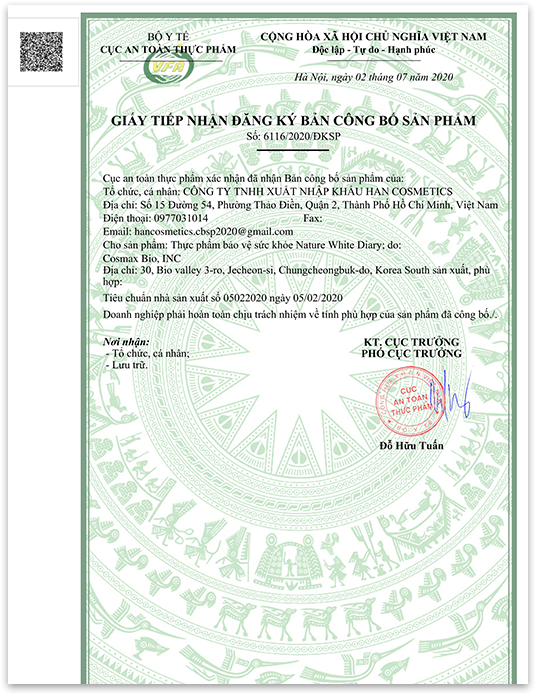 BỘ Y TẾ
CỤC AN TOÀN THỰC PHẨM
VFA
CỘNG HÒA XÃ HỘI CHỦ NGHĨA VIỆT NAM
Độc lập - Tự do - Hạnh phúc
Hà Nội, ngày 02 tháng 07 năm 2020
GIẤY TIẾP NHẬN ĐĂNG KÝ BẢN CÔNG BỐ SẢN PHẨM
Số: 6116/2020/ĐKSP
Cục an toàn thực phẩm xác nhận đã nhận Bản công bố sản phẩm của:
Tổ chức, cá nhân: CÔNG TY TNHH XUẤT NHẬP KHẨU HAN COSMETICS
Địa chỉ: Số 15 Đường 54, Phường Thảo Điền, Quận 2, Thành Phố Hồ Chí Minh, Việt Nam
Điện thoại: 0977031014 Fax:
Email: hancosmetics.cbsp2020@gmail.com
Cho sản phẩm: Thực phẩm bảo vệ sức khỏe Nature White Diary; do:
Cosmax Bio, INC
Địa chỉ: 30, Bio valley 3-ro, Jecheon-si, Chungcheongbuk-do, Korea South sản xuất, phù
hợp:
Tiêu chuẩn nhà sản xuất số 05022020 ngày 05/02/2020
Doanh nghiệp phải hoàn toàn chịu trách nhiệm về tính phù hợp của sản phẩm đã công bố./.
Nơi nhận:
- Tổ chức, cá nhân;
- Lưu trữ.
KT. CỤC TRƯỞNG
PHÓ CỤC TRƯỞNG
CỤC
AN TOÀN
THỰC PHẨM
Đỗ Hữu Tuấn